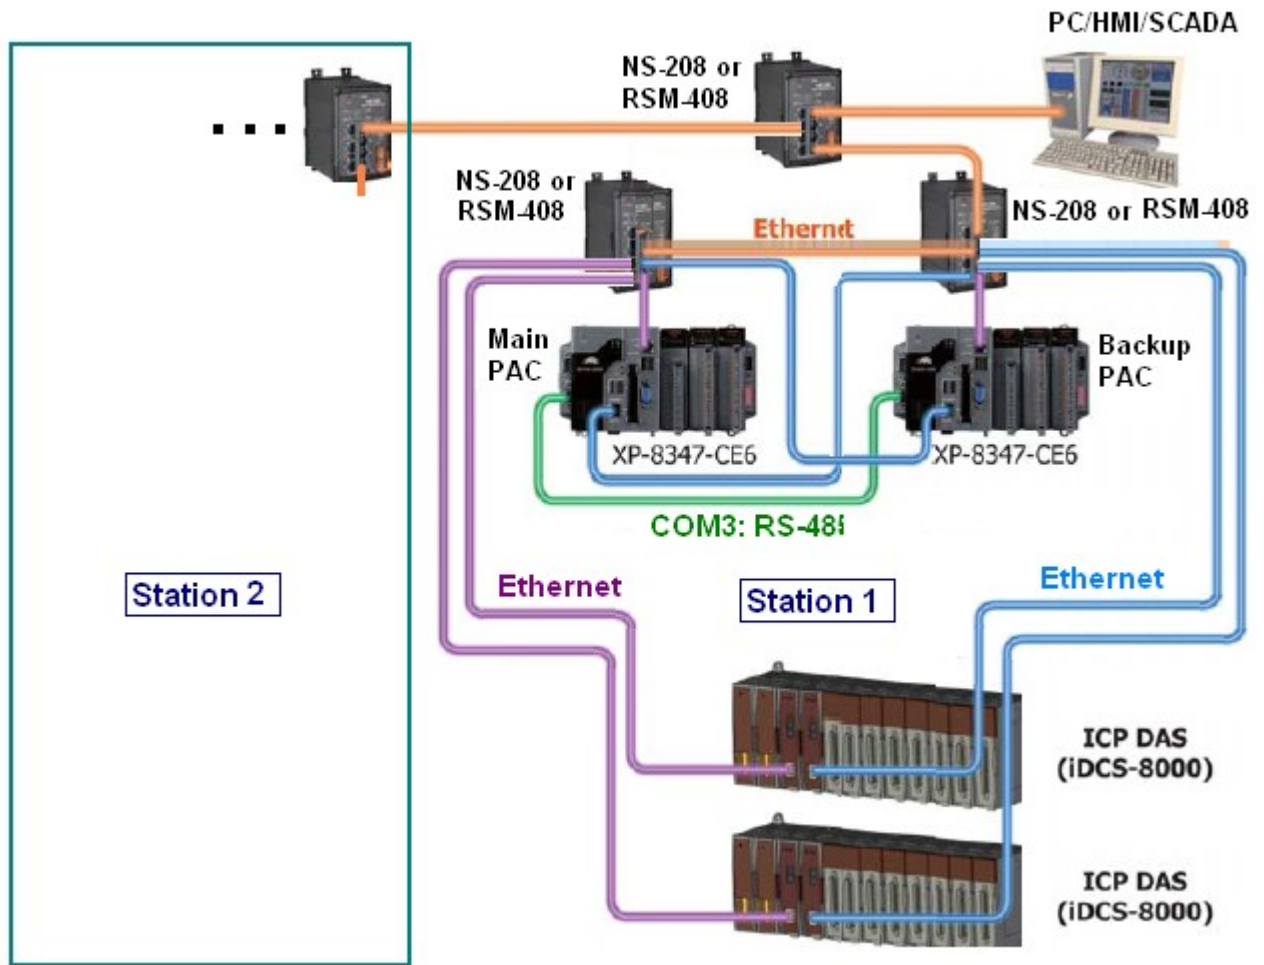 PC/HMI/SCADA
NS-208 or
RSM-408
NS-208 or
RSM-408
NS-208 or RSM-408
Ethernet
Main
PAC
Backup
PAC
XP-8347-CE6
XP-8347-CE6
COM3: RS-485
Ethernet
Ethernet
Station 2
Station 1
ICP DAS
(iDCS-8000)
ICP DAS
(iDCS-8000)